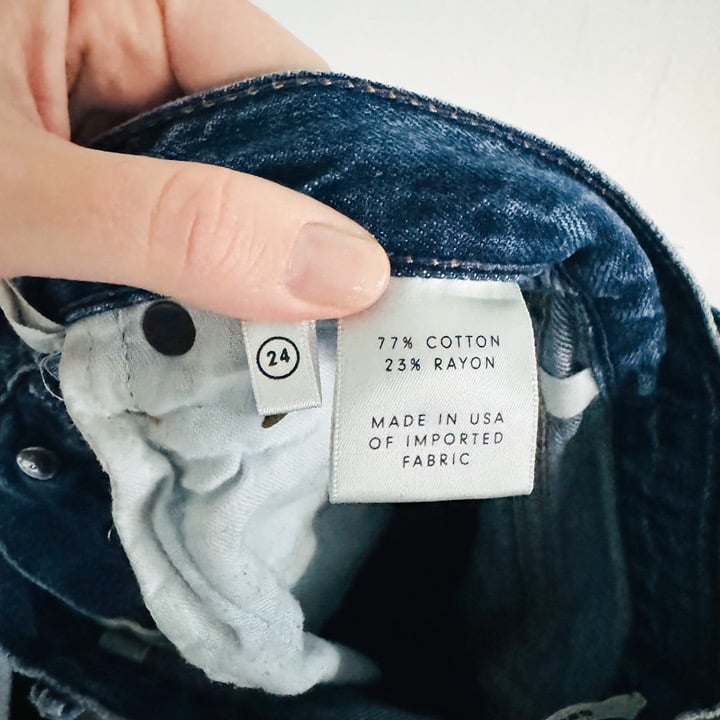 24
77% COTTON
23% RAYON
MADE IN USA
OF IMPORTED
FABRIC